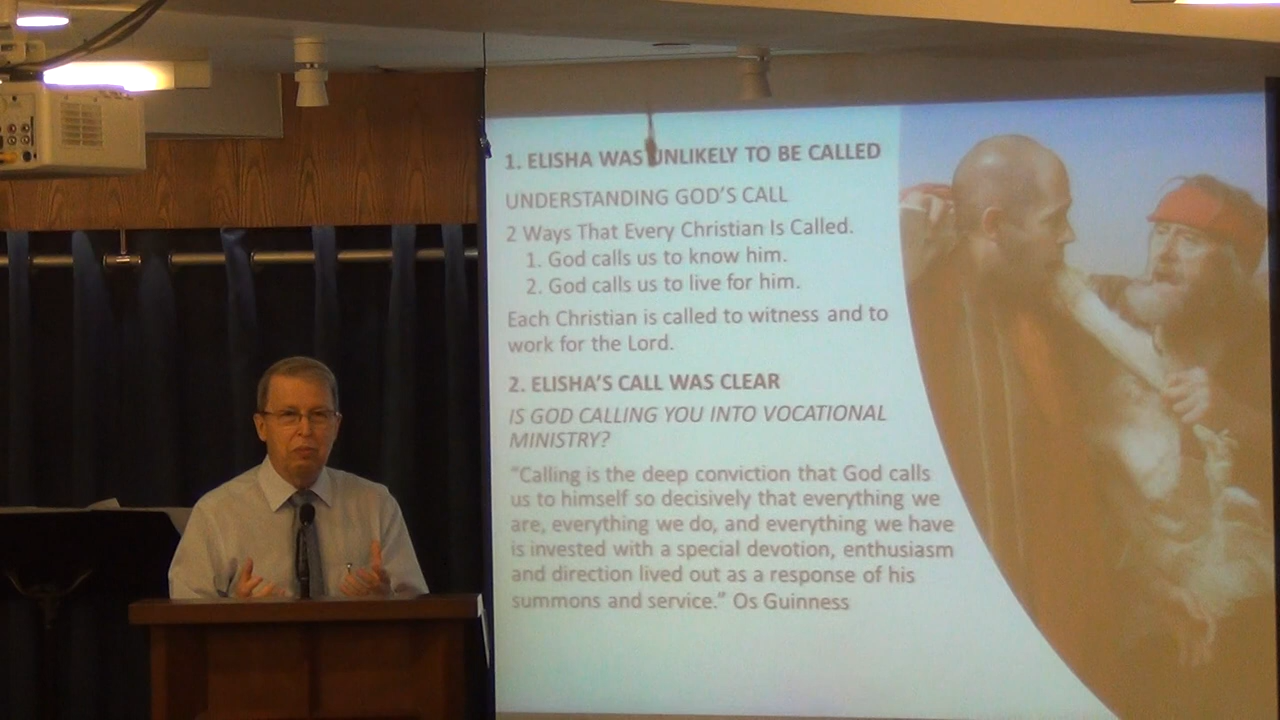 1. ELISHA WAS UNLIKELY TO BE CALLED
UNDERSTANDING GOD'S CALL
2 Ways That Every Christian Is Called.
1. God calls us to know him.
2. God calls us to live for him.
Each Christian is called to witness and to
work for the Lord.
2. ELISHA'S CALL WAS CLEAR
IS GOD CALLING YOU INTO VOCATIONAL
MINISTRY?
"Calling is the deep conviction that God calls
us to himself so decisively that everything we
are, everything we do, and everything we have
is invested with a special devotion, enthusiasm
and direction lived out as a response of his
summons and service." Os Guinness